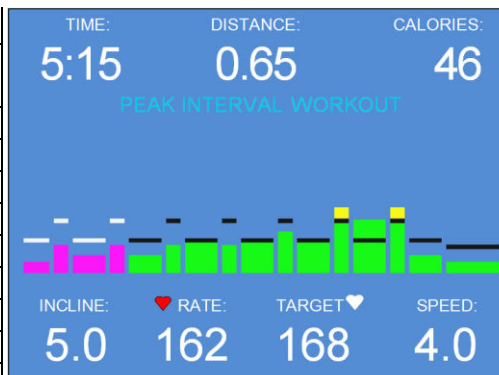 TIME: DISTANCE: CALORIES:
5:15 0.65 46
PEAK INTERVAL WORKOUT
INCLINE: RATE: TARGET SPEED:
5.0 162 168 4.0